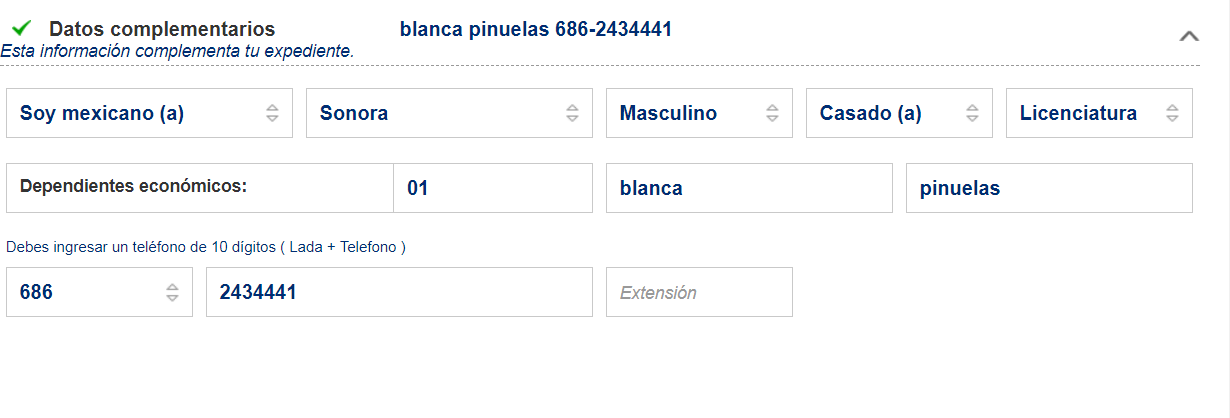 Datos complementarios blanca pinuelas 686-2434441
Esta información complementa tu expediente.
Soy mexicano (a) Sonora Masculino Casado (a) Licenciatura
Dependientes económicos: 01 blanca pinuelas
Debes ingresar un teléfono de 10 dígitos ( Lada + Telefono )
686 2434441 Extensión